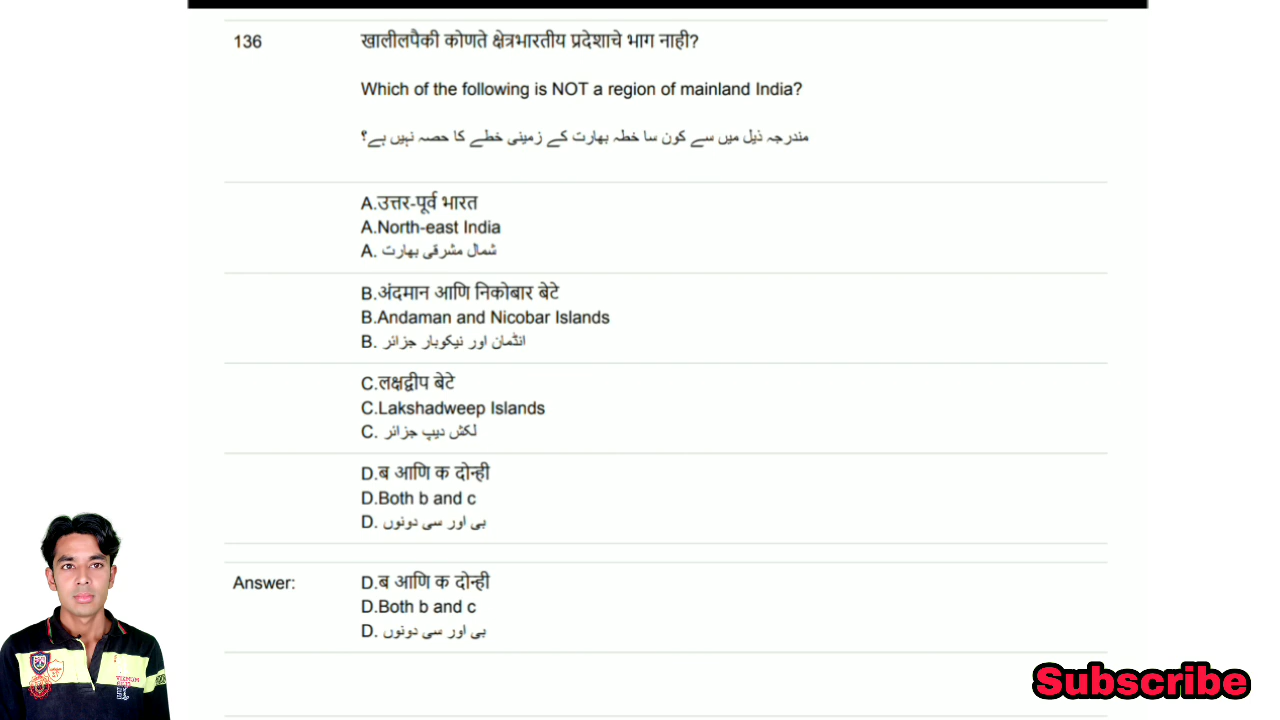 136
खालीलपैकी कोणते क्षेत्रभारतीय प्रदेशाचे भाग नाही?
Which of the following is NOT a region of mainland India?
مندرجہ ذیل میں سے کون سا خطہ بھارت کے زمینی خطے کا حصہ نہیں ہے؟
A.उत्तर-पूर्व भारत
A.North-east India
A. شمال مشرقی بھارت
B.अंदमान आणि निकोबार बेटे
B.Andaman and Nicobar Islands
B. انڈمان اور نیکوبار جزائر
C.लक्षद्वीप बेटे
C.Lakshadweep Islands
C. لکش دیپ جزائر
D.ब आणि क दोन्ही
D.Both b and c
D. بی اور سی دونوں
Answer:
D.ब आणि क दोन्ही
D.Both b and c
D. بی اور سی دونوں
Subscribe